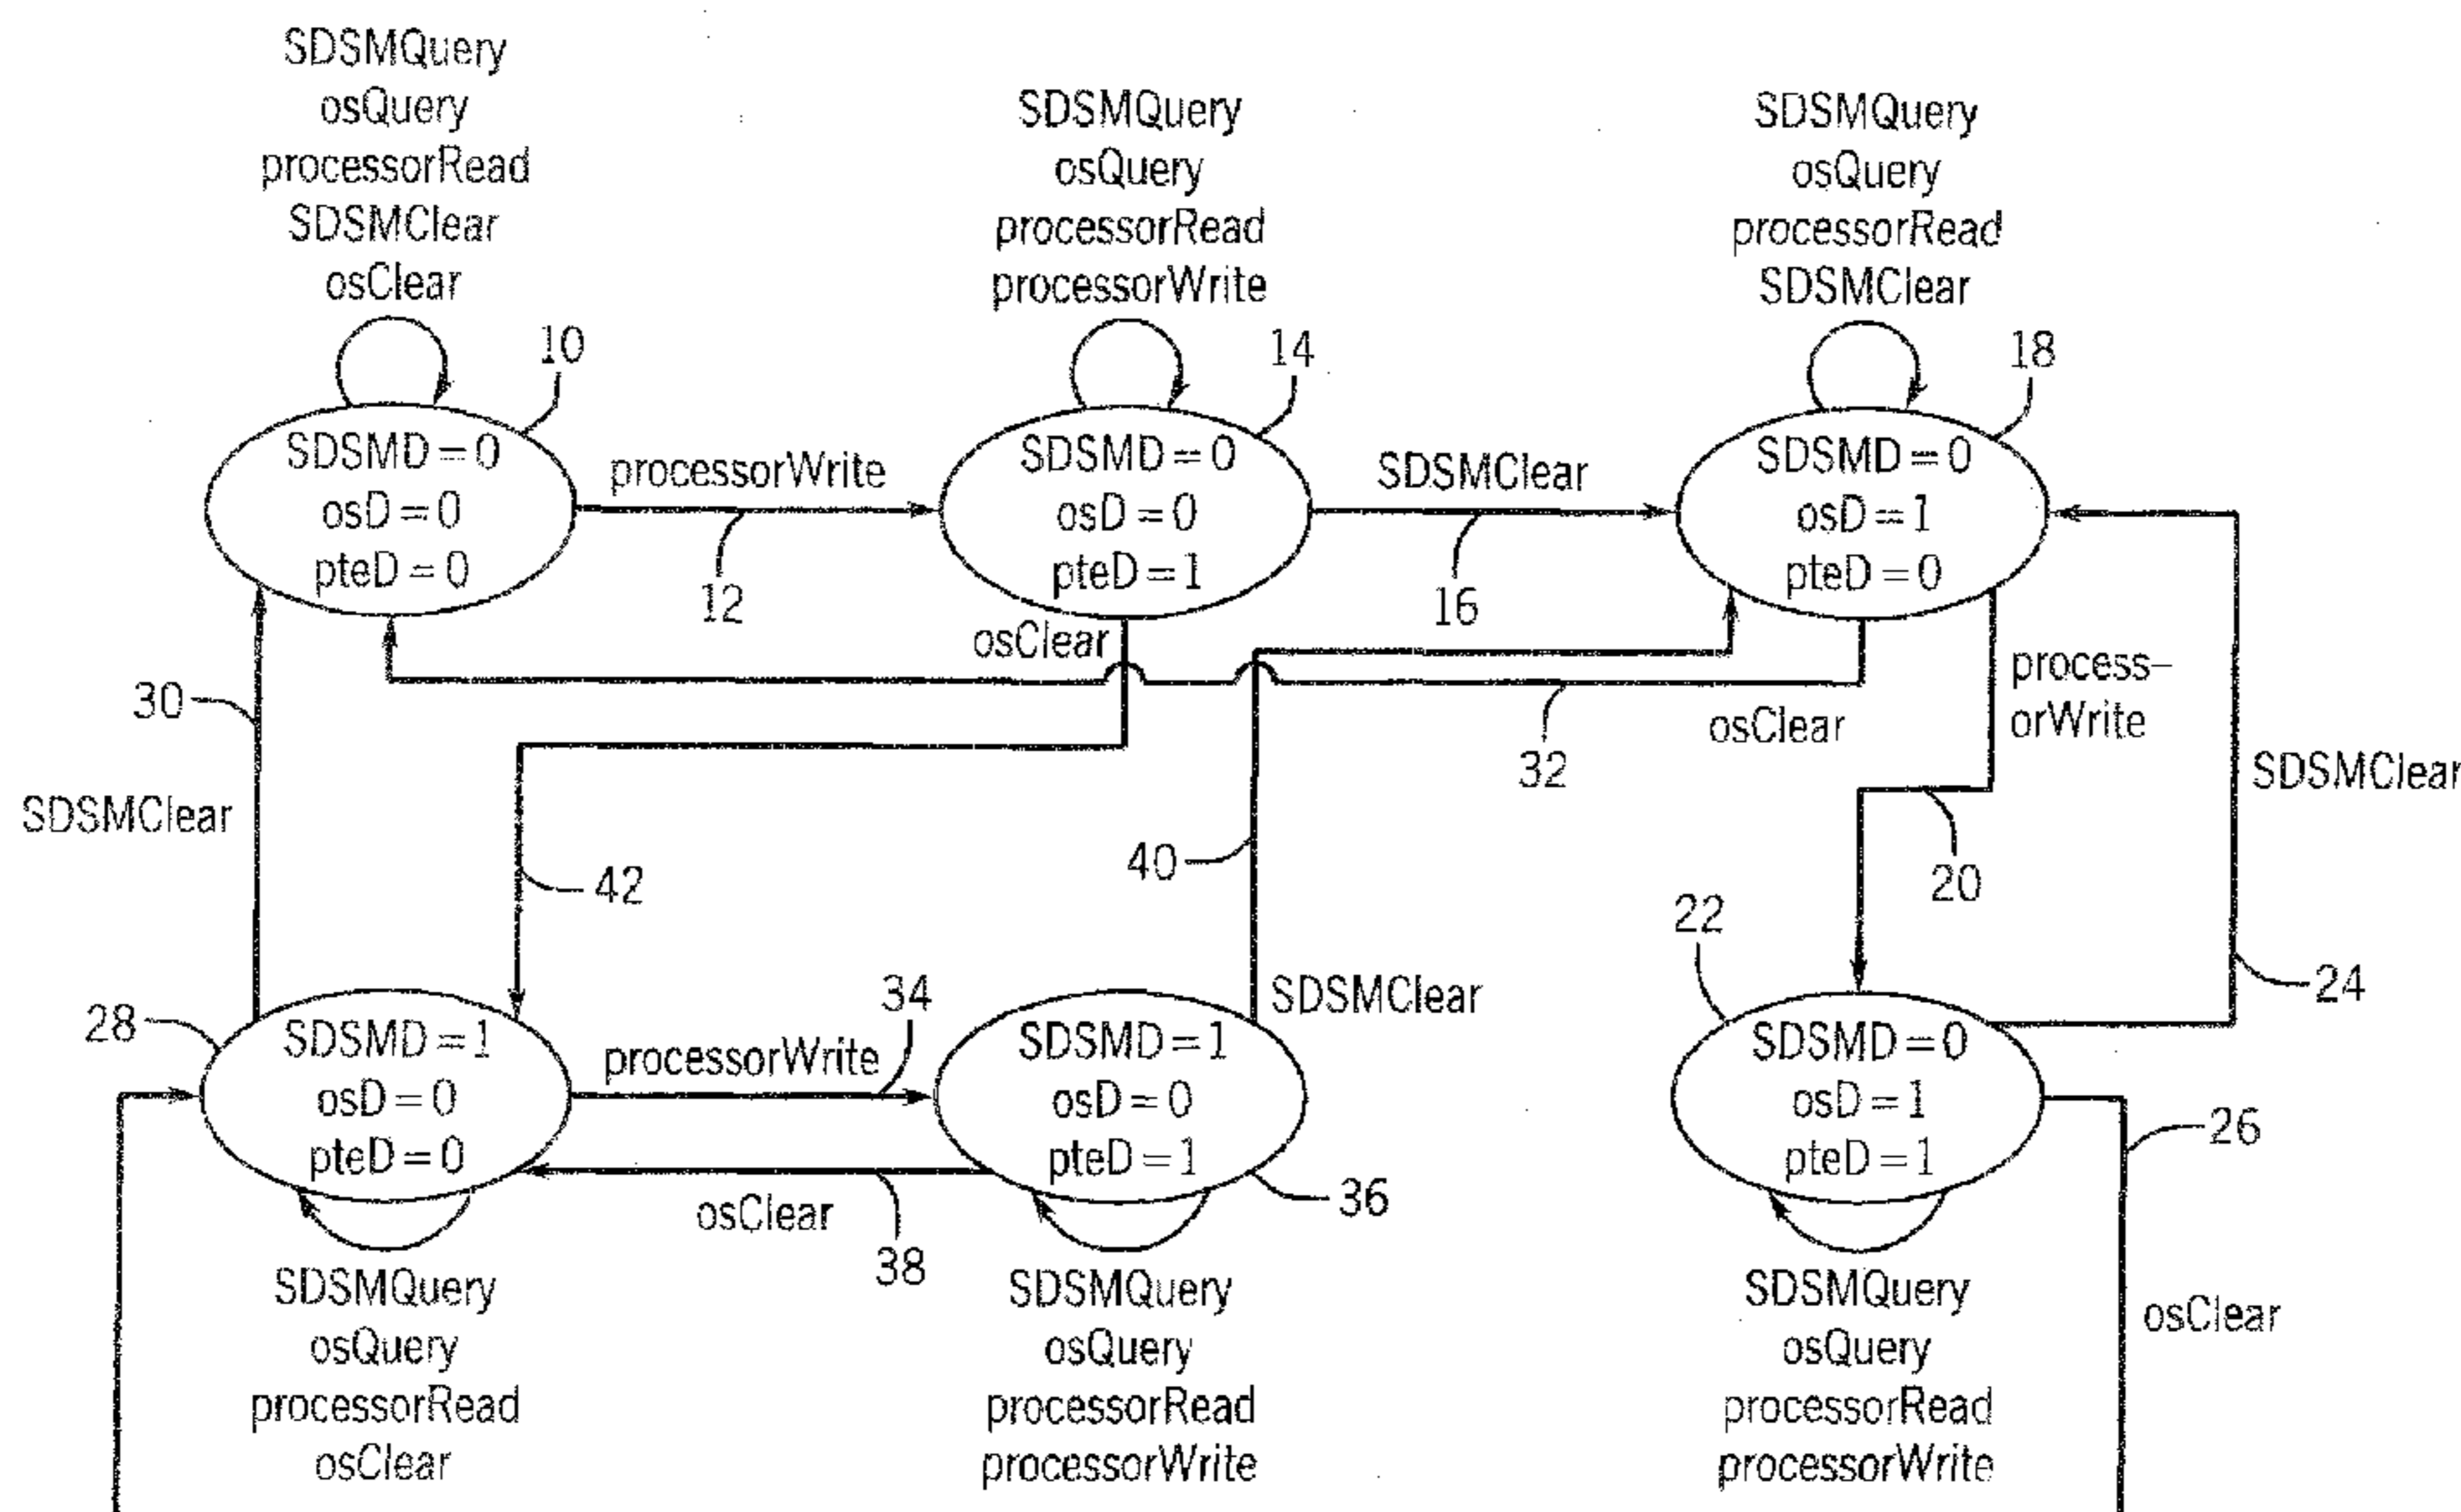 SDSMQuery
osQuery
processorRead
SDSMClear
osClear
SDSMQuery
osQuery
processorRead
processorWrite
SDSMQuery
osQuery
processorRead
SDSMClear
10
14
18
SDSMD = 0
osD = 0
pteD = 0
processorWrite
12
SDSMD = 0
osD = 0
pteD = 1
SDSMClear
16
SDSMD = 0
osD = 1
pteD = 0
osClear
30
SDSMClear
42
40
osClear
32
process–
orWrite
20
SDSMClear
24
22
28
SDSMD = 1
osD = 0
pteD = 0
processorWrite
34
SDSMClear
SDSMD = 1
osD = 0
pteD = 1
36
osClear
38
SDSMD = 0
osD = 1
pteD = 1
26
osClear
SDSMQuery
osQuery
processorRead
osClear
SDSMQuery
osQuery
processorRead
processorWrite
SDSMQuery
osQuery
processorRead
processorWrite